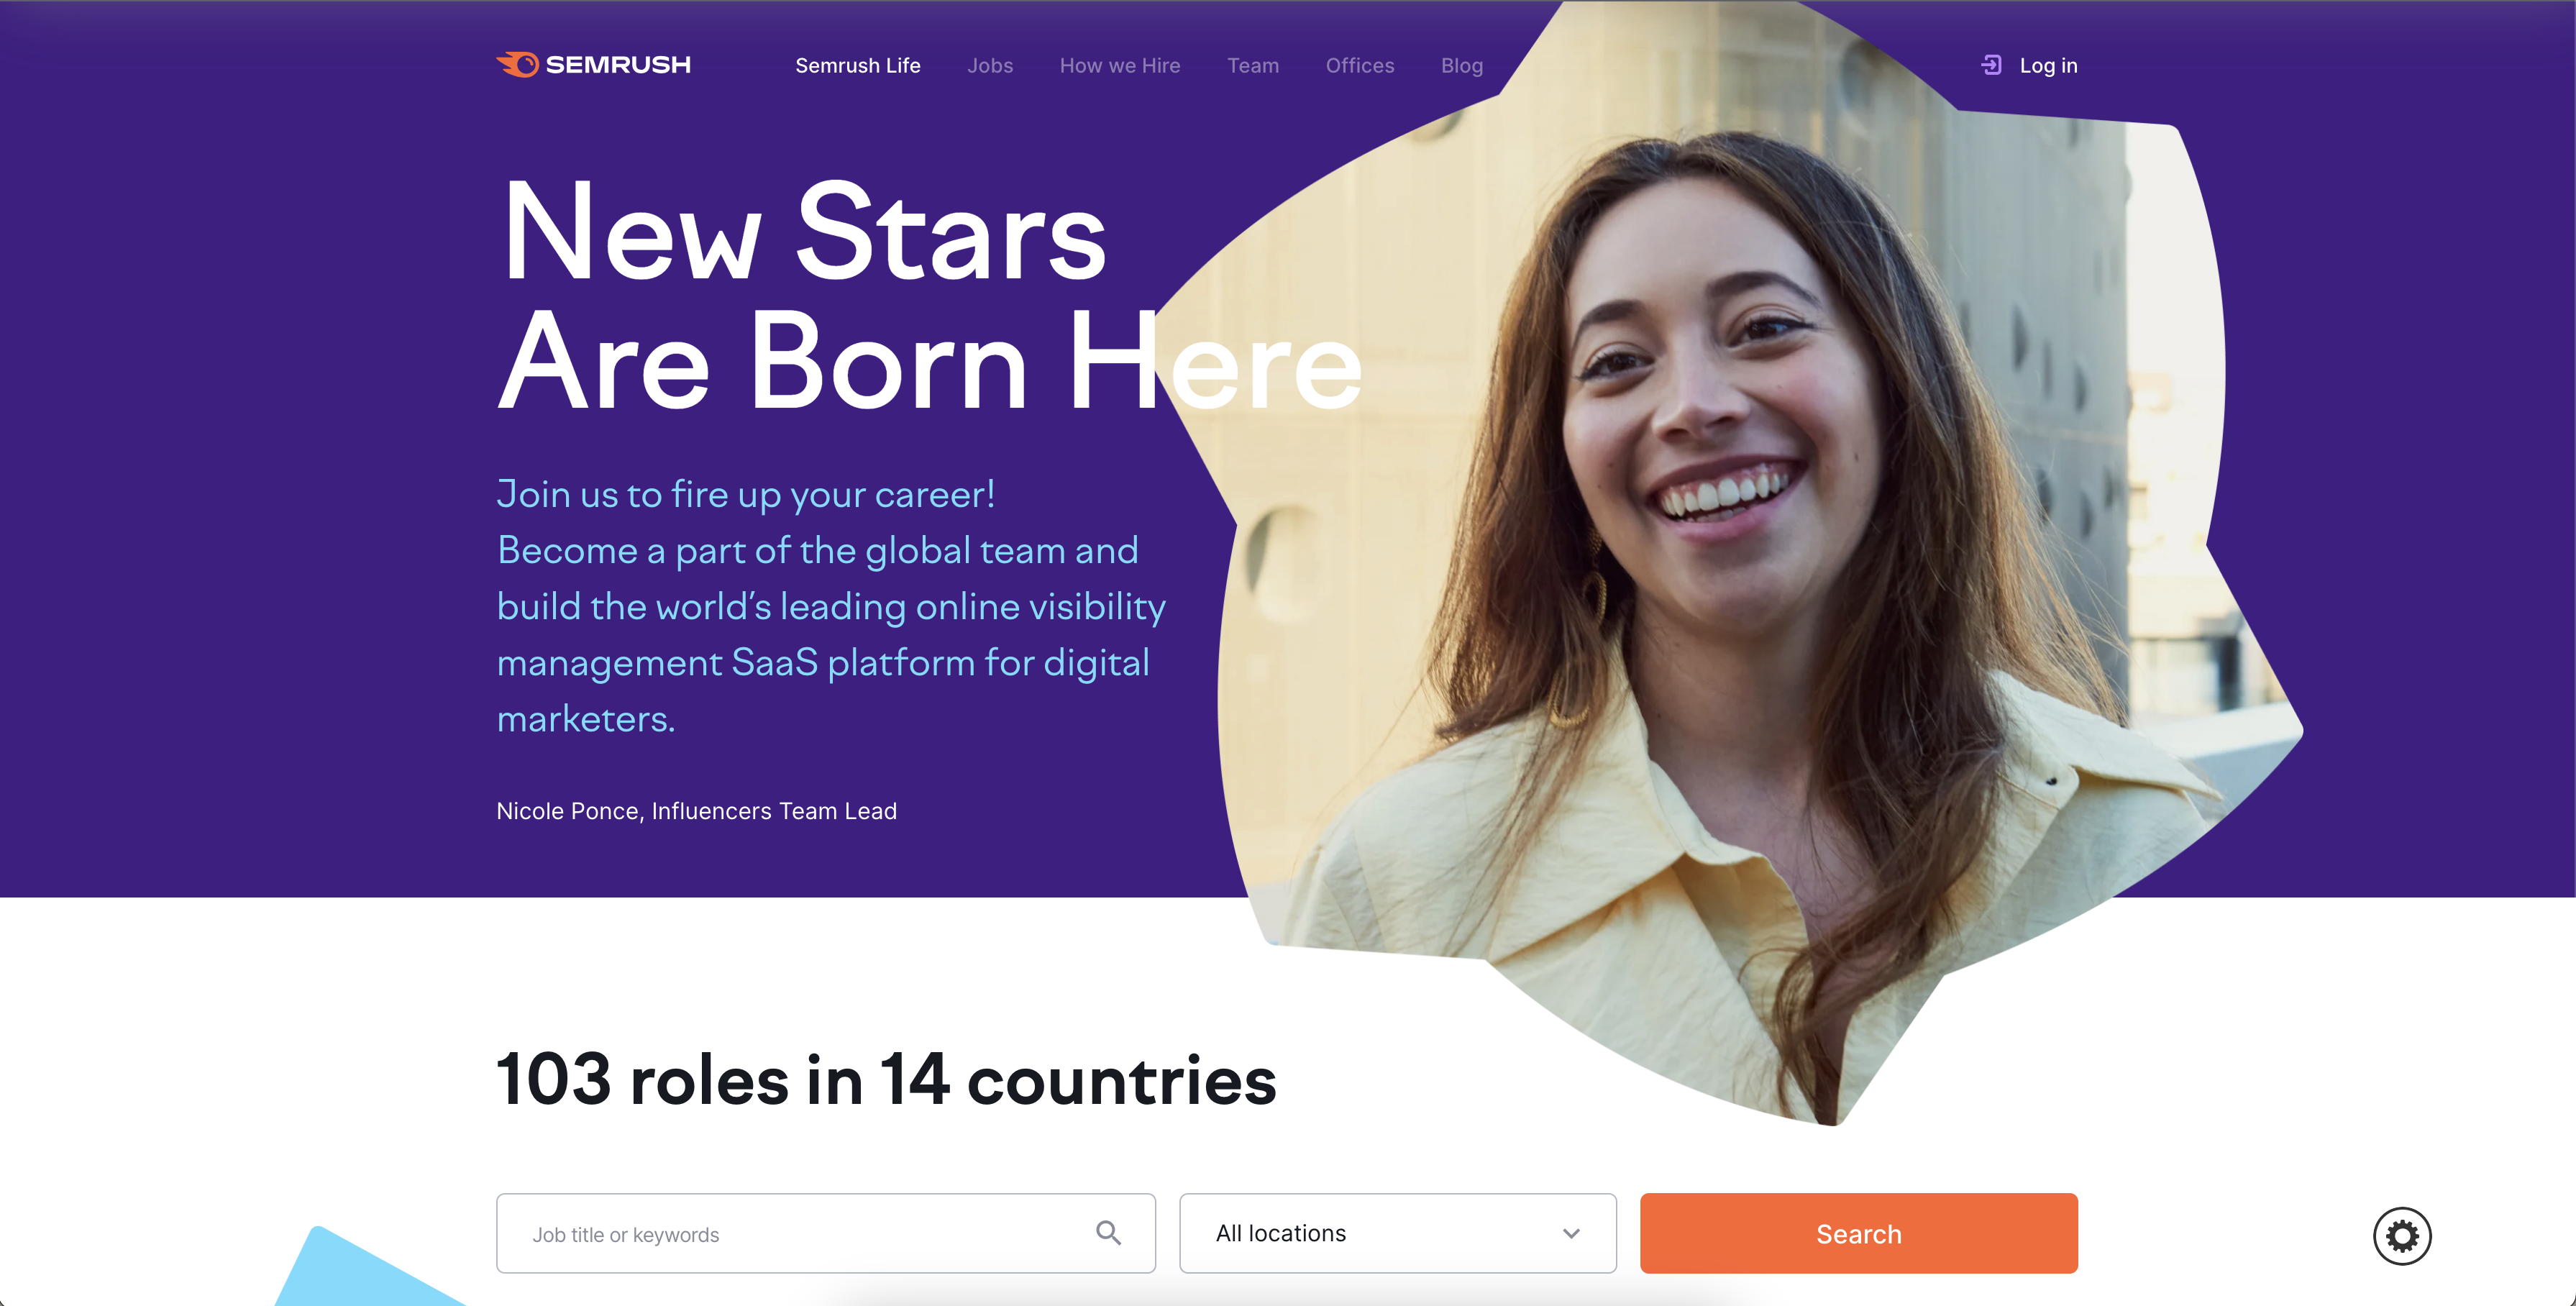 SEMRUSH
Semrush Life
Jobs
How we Hire
Team
Offices
Blog
Log in
New Stars
Are Born Here
Join us to fire up your career!
Become a part of the global team and
build the world’s leading online visibility
management SaaS platform for digital
marketers.
Nicole Ponce, Influencers Team Lead
103 roles in 14 countries
Job title or keywords
All locations
Search